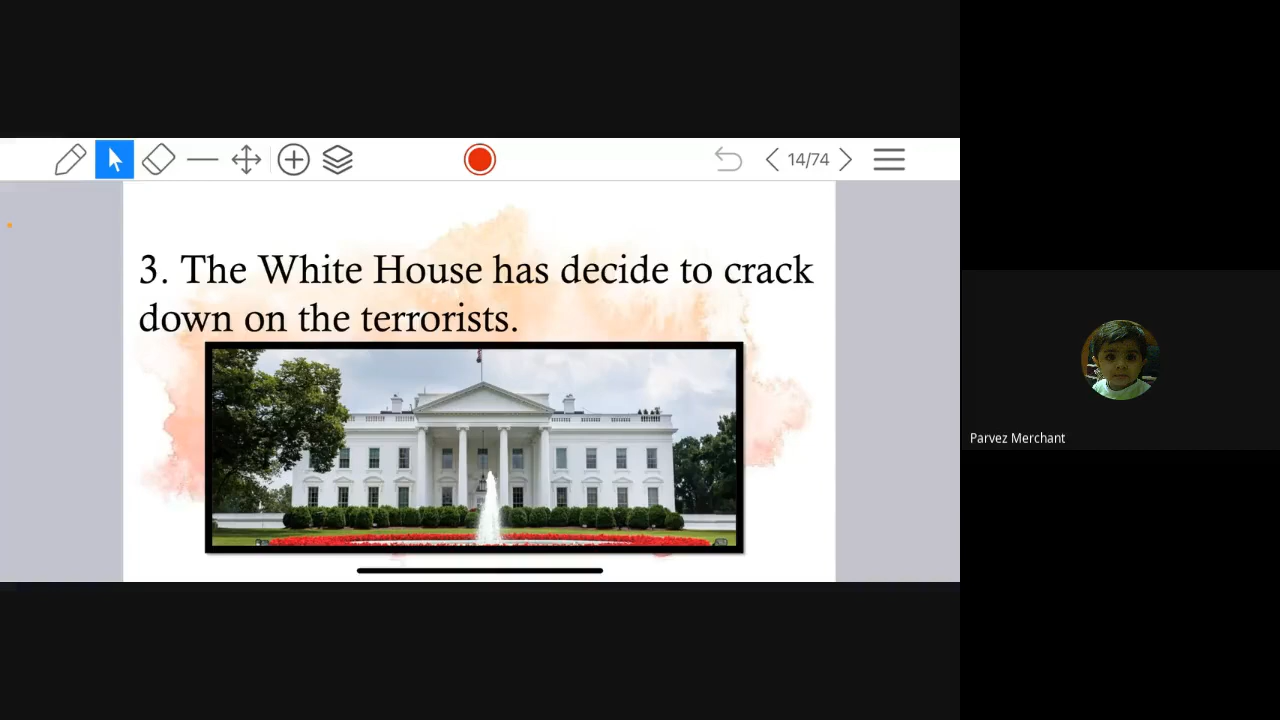 14/74
3. The White House has decide to crack
down on the terrorists.
Parvez Merchant